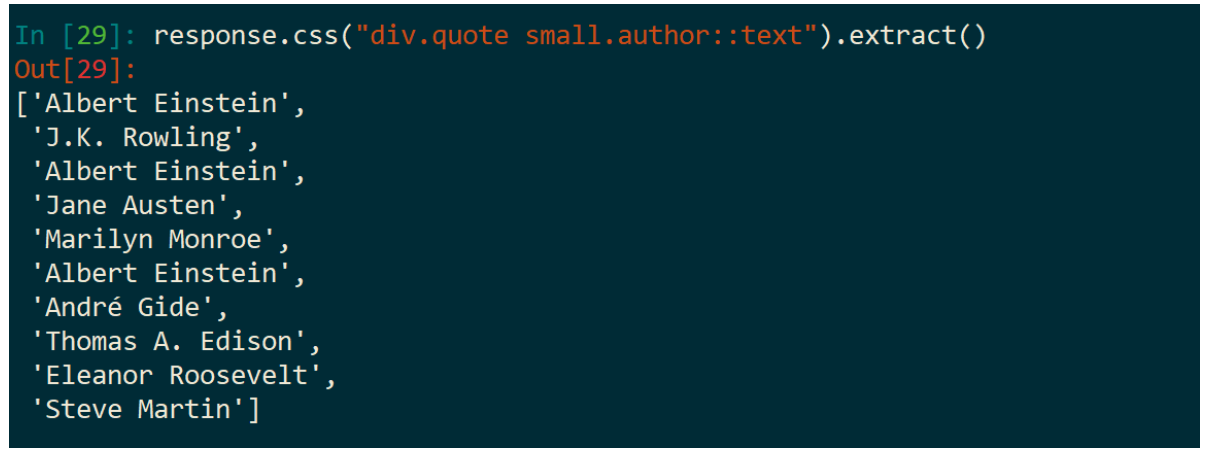 In [29]: response.css("div.quote small.author::text").extract()
Out[29]:
['Albert Einstein',
 'J.K. Rowling',
 'Albert Einstein',
 'Jane Austen',
 'Marilyn Monroe',
 'Albert Einstein',
 'André Gide',
 'Thomas A. Edison',
 'Eleanor Roosevelt',
 'Steve Martin']